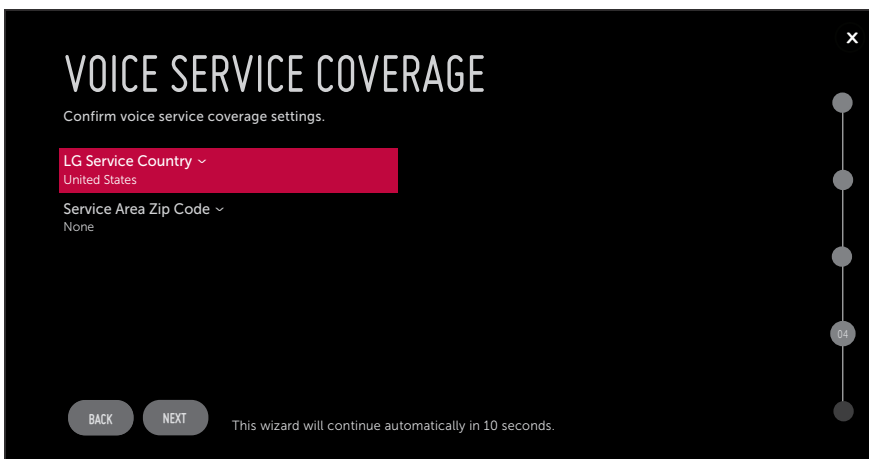 X
VOICE SERVICE COVERAGE
Confirm voice service coverage settings.
LG Service Country
United States
Service Area Zip Code
None
04
BACK
NEXT
This wizard will continue automatically in 10 seconds.